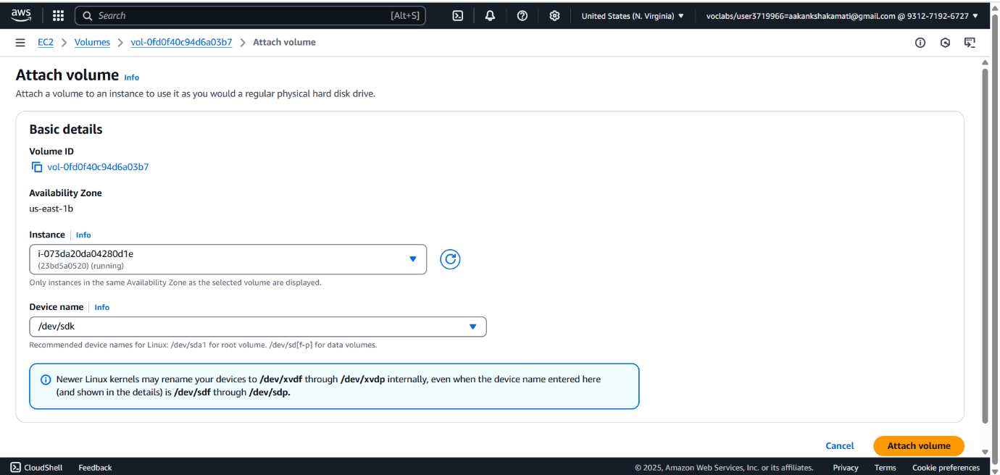 aws
Search [Alt+S]
United States (N. Virginia)
voclabs/user3719966=aakankshakamati@gmail.com @ 9312-7192-6727
EC2 > Volumes > vol-0fd0f40c94d6a03b7 > Attach volume
Attach volume Info
Attach a volume to an instance to use it as you would a regular physical hard disk drive.
Basic details
Volume ID
vol-0fd0f40c94d6a03b7
Availability Zone
us-east-1b
Instance Info
i-073da20da04280d1e
(23bd5a0520) (running)
Only instances in the same Availability Zone as the selected volume are displayed.
Device name Info
/dev/sdk
Recommended device names for Linux: /dev/sda1 for root volume. /dev/sd[f-p] for data volumes.
Newer Linux kernels may rename your devices to /dev/xvdf through /dev/xvdp internally, even when the device name entered here
(and shown in the details) is /dev/sdf through /dev/sdp.
Cancel
Attach volume
CloudShell
Feedback
© 2025, Amazon Web Services, Inc. or its affiliates.
Privacy
Terms
Cookie preferences